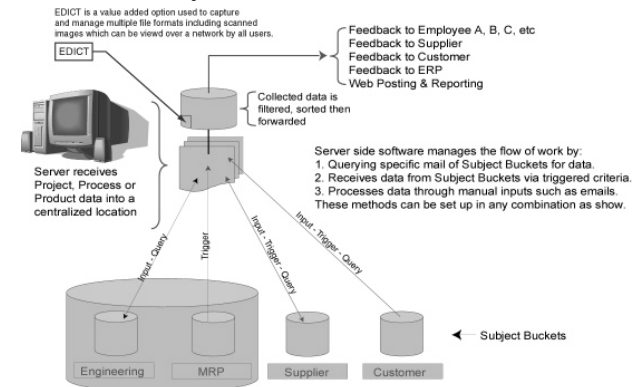 EDICT is a value added option used to capture
and manage multiple file formats including scanned
images which can be viewd over a network by all users.
EDICT
Feedback to Employee A, B, C, etc
Feedback to Supplier
Feedback to Customer
Feedback to ERP
Web Posting & Reporting
Collected data is
filtered, sorted then
forwarded
Server receives
Project, Process or
Product data into a
centralized location
Server side software manages the flow of work by:
1. Querying specific mail of Subject Buckets for data.
2. Receives data from Subject Buckets via triggered criteria.
3. Processes data through manual inputs such as emails.
These methods can be set up in any combination as show.
Input - Query
Trigger
Input - Trigger - Query
Input - Trigger - Query
Subject Buckets
Engineering
MRP
Supplier
Customer